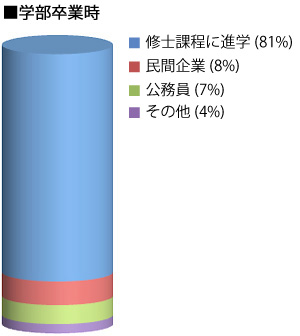 ■学部卒業時
修士課程に進学 (81%)
民間企業 (8%)
公務員 (7%)
その他 (4%)